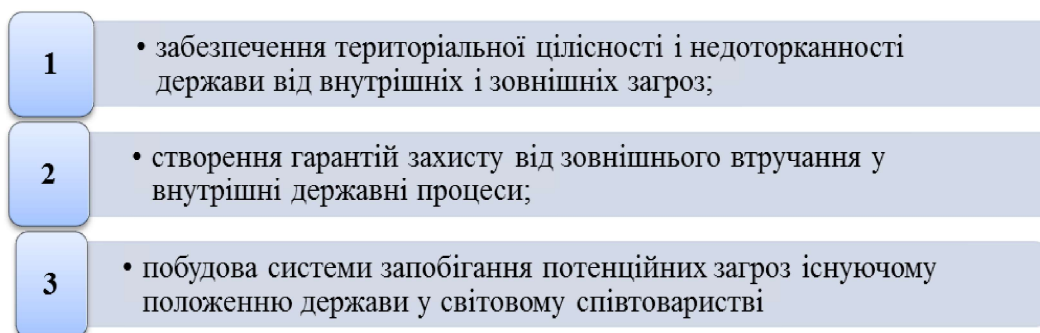 1
• забезпечення територіальної цілісності і недоторканності
держави від внутрішніх і зовнішніх загроз;
2
• створення гарантій захисту від зовнішнього втручання у
внутрішні державні процеси;
3
• побудова системи запобігання потенційних загроз існуючому
положенню держави у світовому співтоваристві